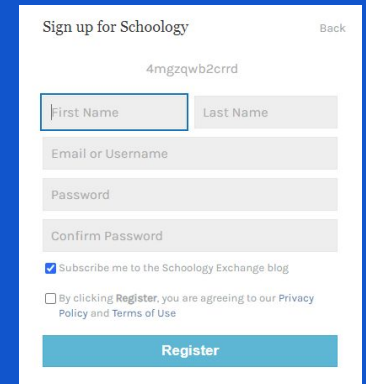 Sign up for Schoology Back
4mgzqwb2crrd
First Name Last Name
Email or Username
Password
Confirm Password
Subscribe me to the Schoology Exchange blog
By clicking Register, you are agreeing to our Privacy
Policy and Terms of Use
Register